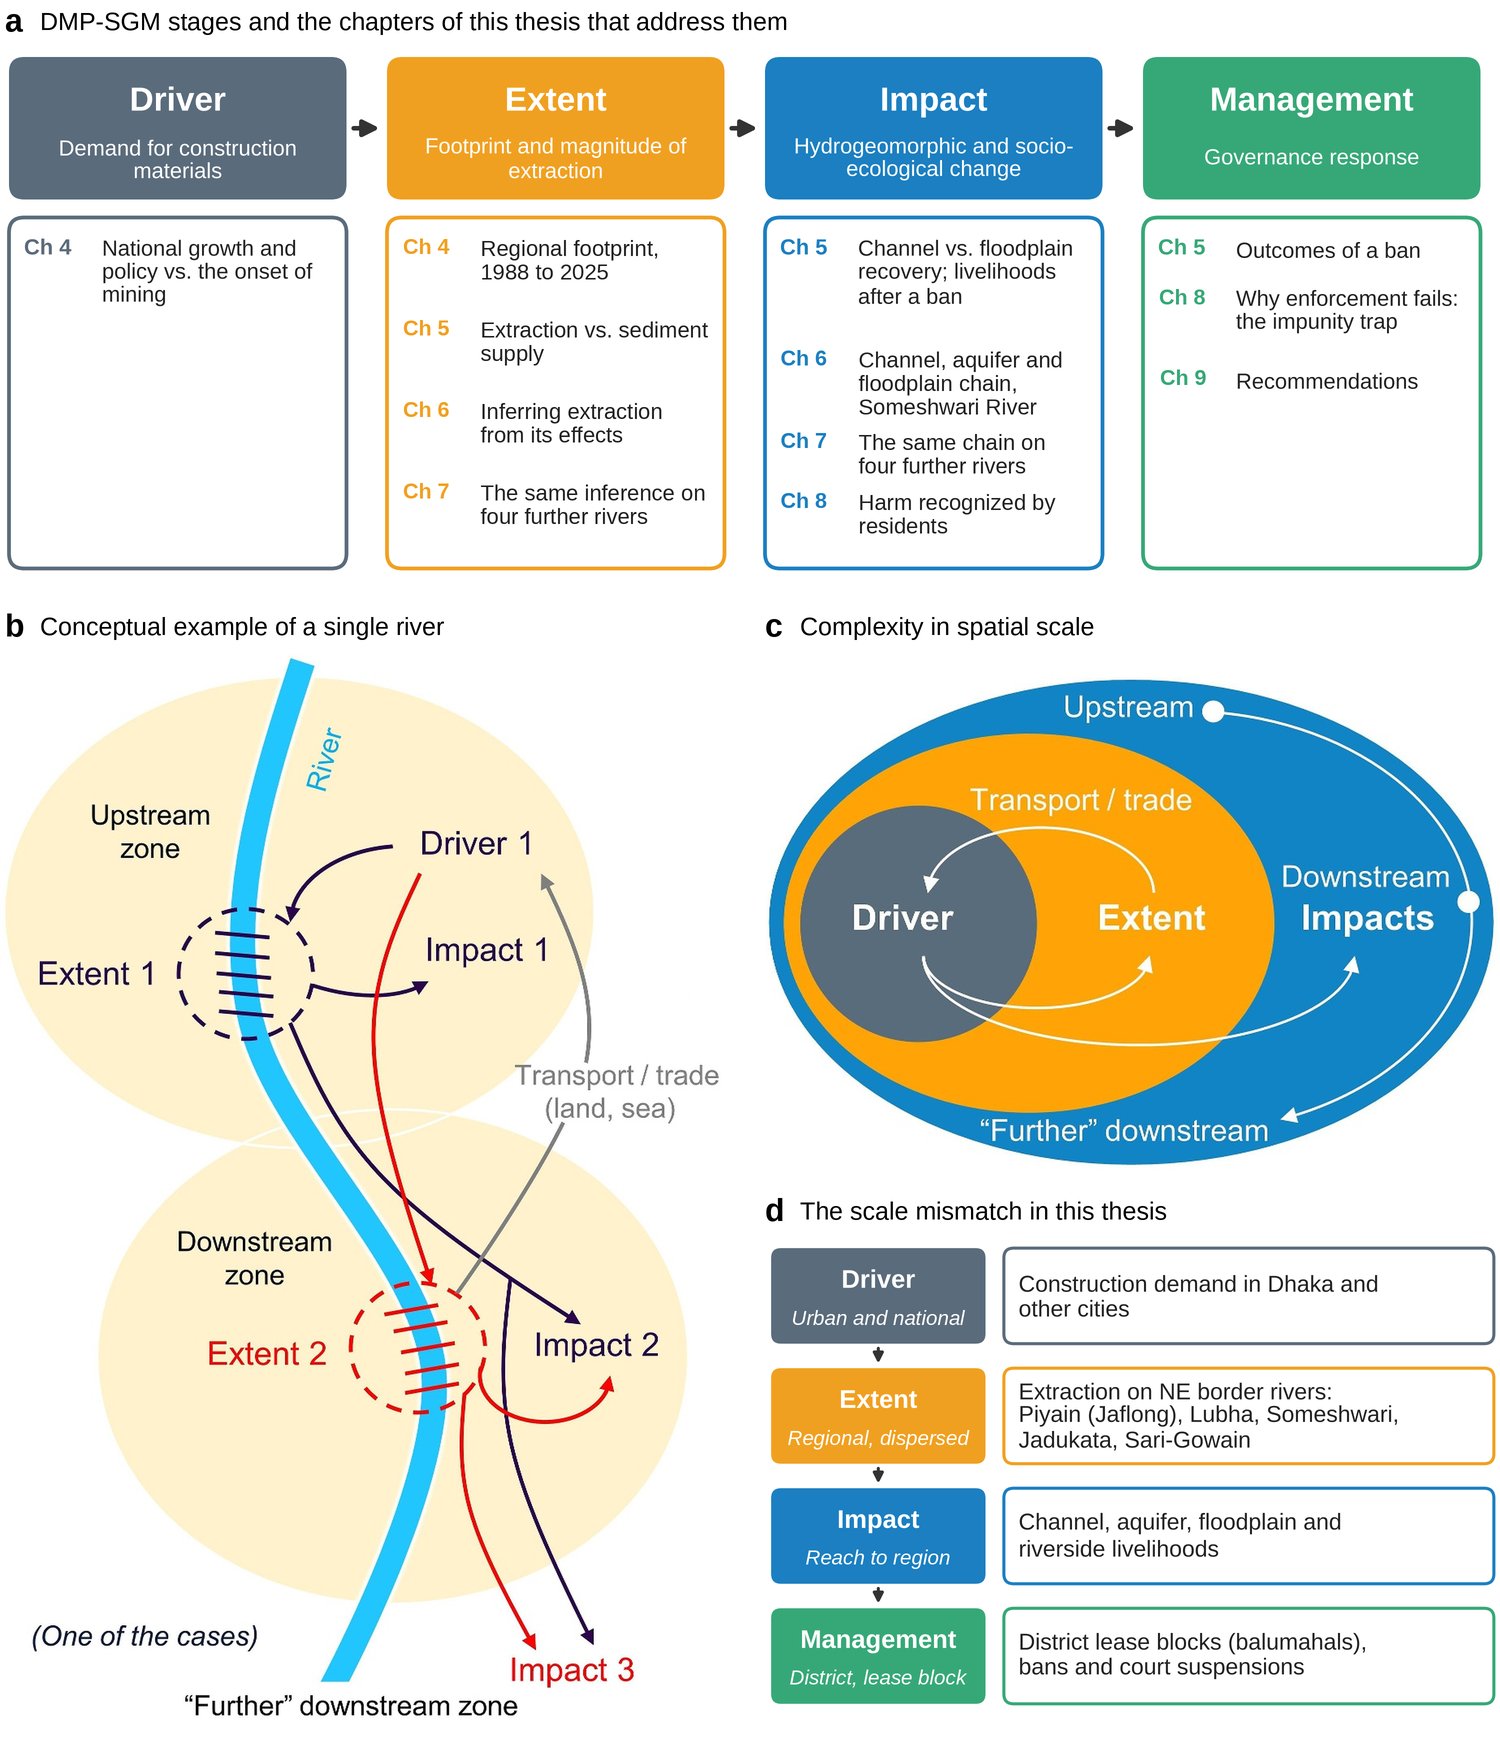 a DMP-SGM stages and the chapters of this thesis that address them
Driver
Demand for construction
materials
Extent
Footprint and magnitude of
extraction
Impact
Hydrogeomorphic and socio-
ecological change
Management
Governance response
Ch 4 National growth and
policy vs. the onset of
mining
Ch 4 Regional footprint,
1988 to 2025
Ch 5 Extraction vs. sediment
supply
Ch 6 Inferring extraction
from its effects
Ch 7 The same inference on
four further rivers
Ch 5 Channel vs. floodplain
recovery; livelihoods
after a ban
Ch 6 Channel, aquifer and
floodplain chain,
Someshwari River
Ch 7 The same chain on
four further rivers
Ch 8 Harm recognized by
residents
Ch 5 Outcomes of a ban
Ch 8 Why enforcement fails:
the impunity trap
Ch 9 Recommendations
b Conceptual example of a single river
River
Upstream
zone
Driver 1
Impact 1
Extent 1
Transport / trade
(land, sea)
Downstream
zone
Extent 2
Impact 2
(One of the cases)
Impact 3
“Further” downstream zone
c Complexity in spatial scale
Upstream
Transport / trade
Downstream
Driver
Extent
Impacts
“Further” downstream
d The scale mismatch in this thesis
Driver
Urban and national
Construction demand in Dhaka and
other cities
Extent
Regional, dispersed
Extraction on NE border rivers:
Piyain (Jaflong), Lubha, Someshwari,
Jadukata, Sari-Gowain
Impact
Reach to region
Channel, aquifer, floodplain and
riverside livelihoods
Management
District, lease block
District lease blocks (balumahals),
bans and court suspensions